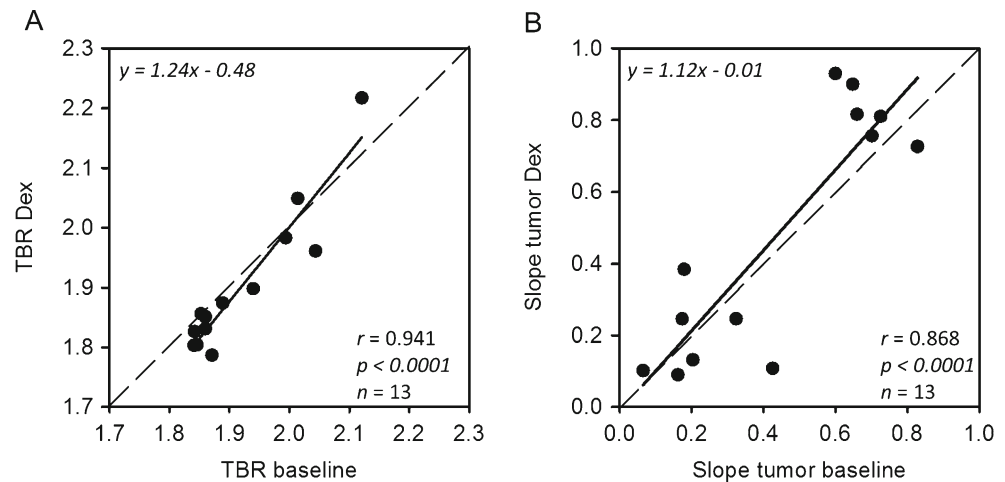 A
y = 1.24x - 0.48
2.3
2.2
2.1
2.0
1.9
1.8
1.7
TBR Dex
r = 0.941
p < 0.0001
n = 13
1.7 1.8 1.9 2.0 2.1 2.2 2.3
TBR baseline
B
y = 1.12x - 0.01
1.0
0.8
0.6
0.4
0.2
0.0
Slope tumor Dex
r = 0.868
p < 0.0001
n = 13
0.0 0.2 0.4 0.6 0.8 1.0
Slope tumor baseline